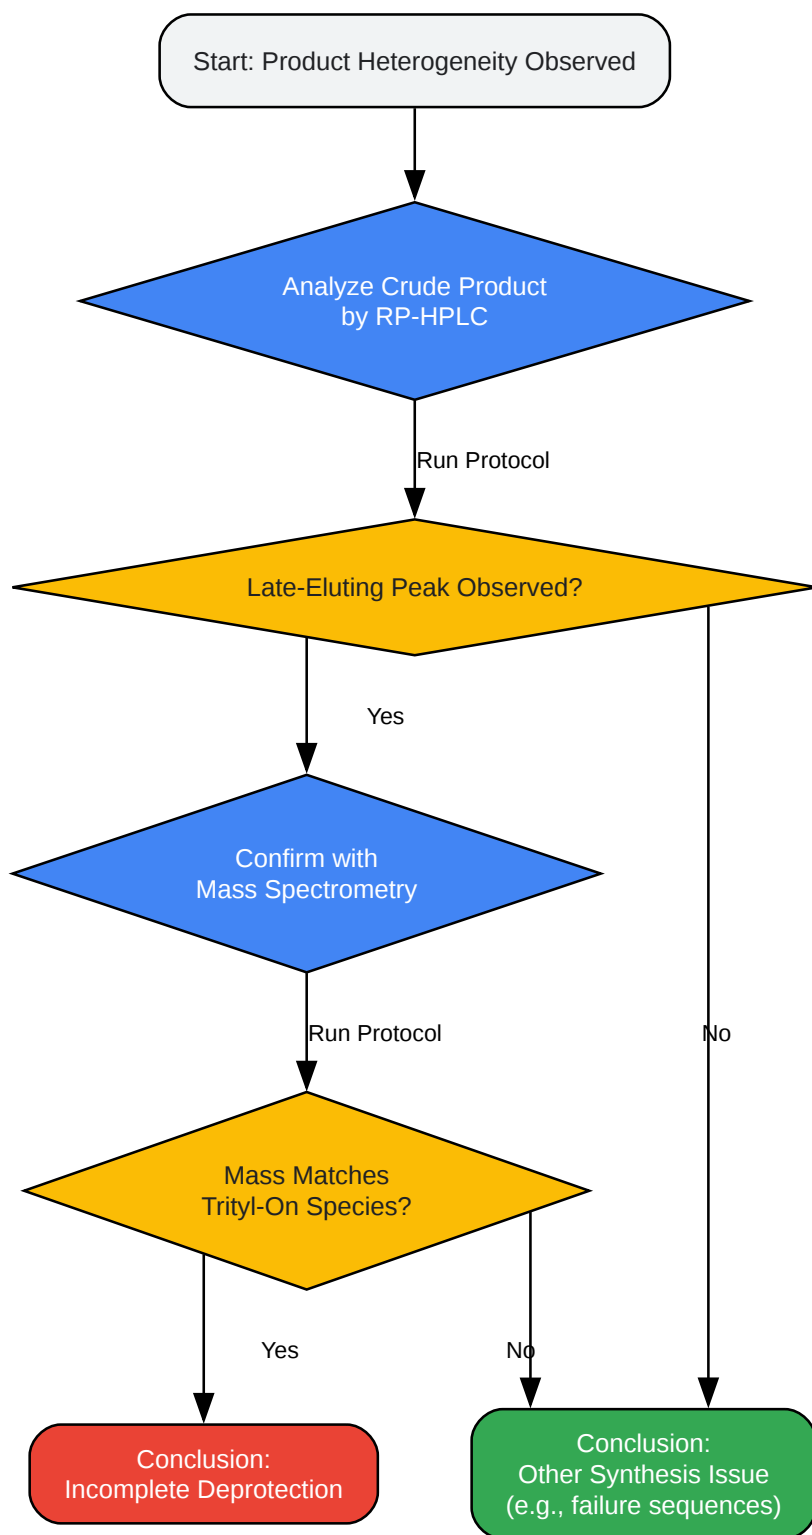 Start: Product Heterogeneity Observed
Analyze Crude Product
by RP-HPLC
Run Protocol
Late-Eluting Peak Observed?
Yes
Confirm with
Mass Spectrometry
Run Protocol
No
Mass Matches
Trityl-On Species?
Yes
No
Conclusion:
Incomplete Deprotection
Conclusion:
Other Synthesis Issue
(e.g., failure sequences)